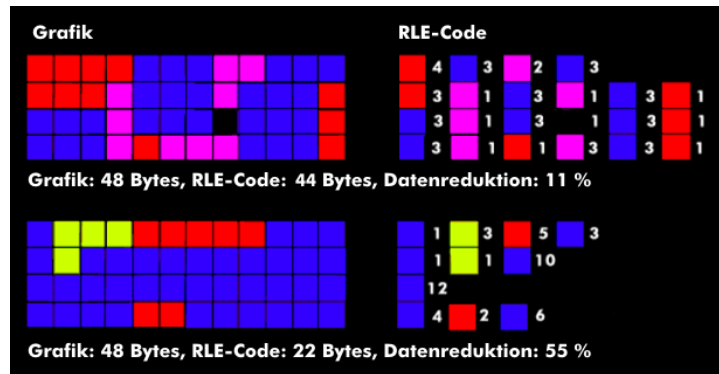 Grafik RLE-Code
4 3 2 3
3 1 3 1 3 1
3 1 3 1 3 1
3 1 1 3 3 1
Grafik: 48 Bytes, RLE-Code: 44 Bytes, Datenreduktion: 11 %
1 3 5 3
1 1 10
12
4 2 6
Grafik: 48 Bytes, RLE-Code: 22 Bytes, Datenreduktion: 55 %